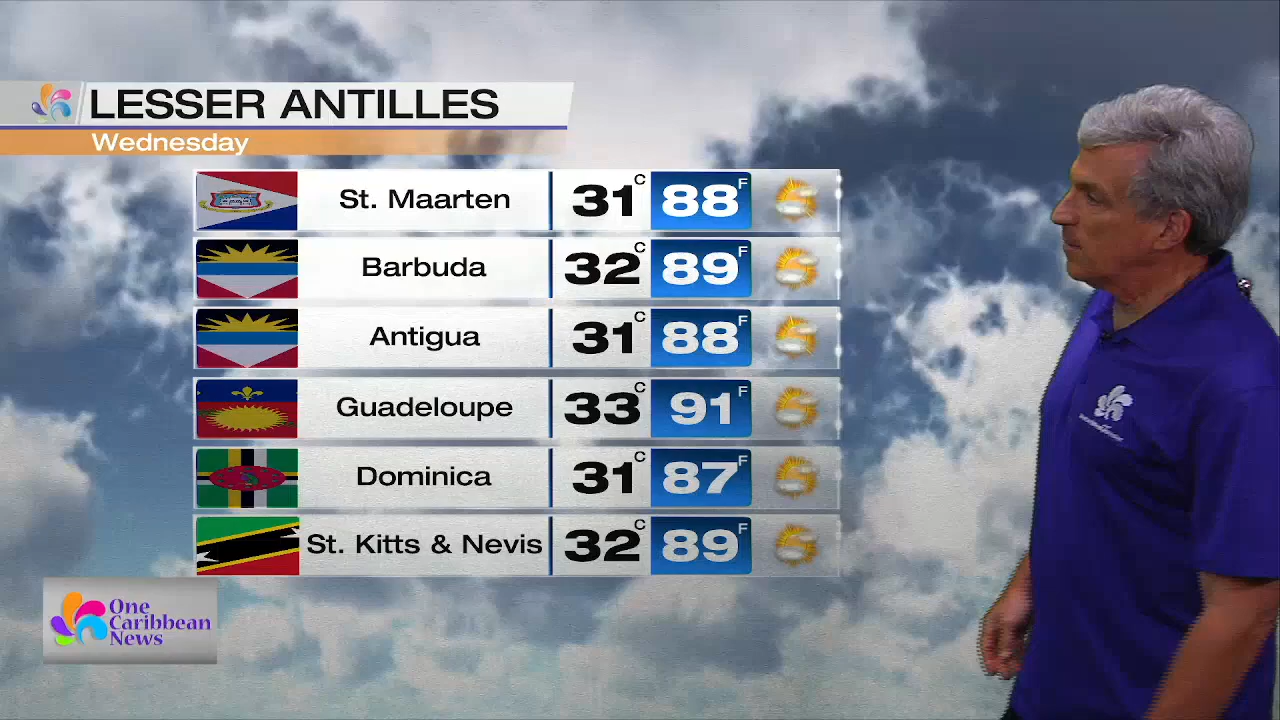 LESSER ANTILLES
Wednesday
St. Maarten 31 C 88 F
Barbuda 32 C 89 F
Antigua 31 C 88 F
Guadeloupe 33 C 91 F
Dominica 31 C 87 F
St. Kitts & Nevis 32 C 89 F
One
Caribbean
News